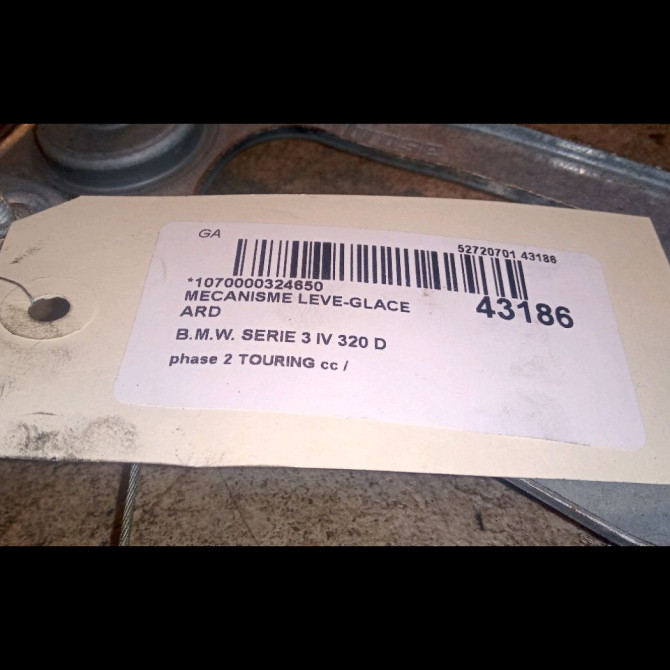 GA
52720701 43186
*1070000324650
MECANISME LEVE-GLACE
ARD
43186
B.M.W. SERIE 3 IV 320 D
phase 2 TOURING cc /